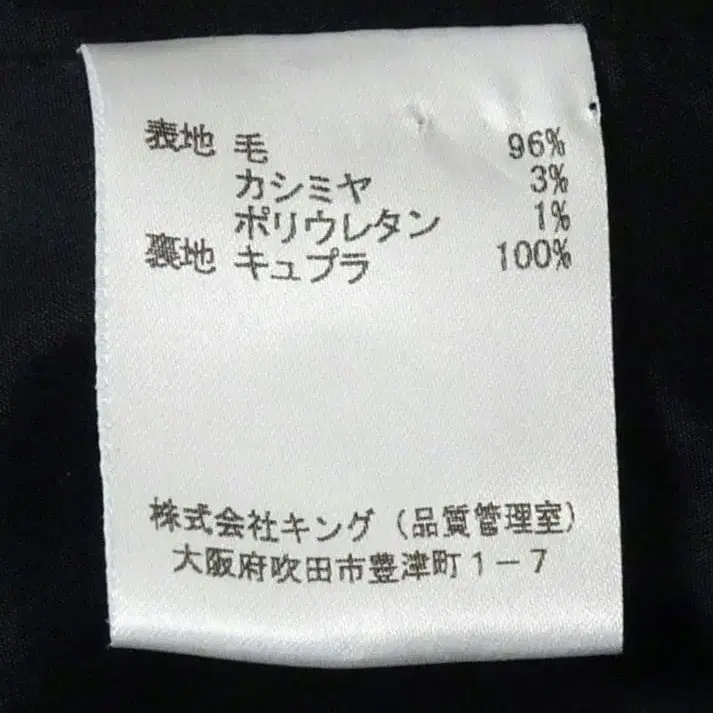 表地 毛 96%
カシミヤ 3%
ポリウレタン 1%
裏地 キュプラ 100%
株式会社キング（品質管理室）
大阪府吹田市豊津町1－7